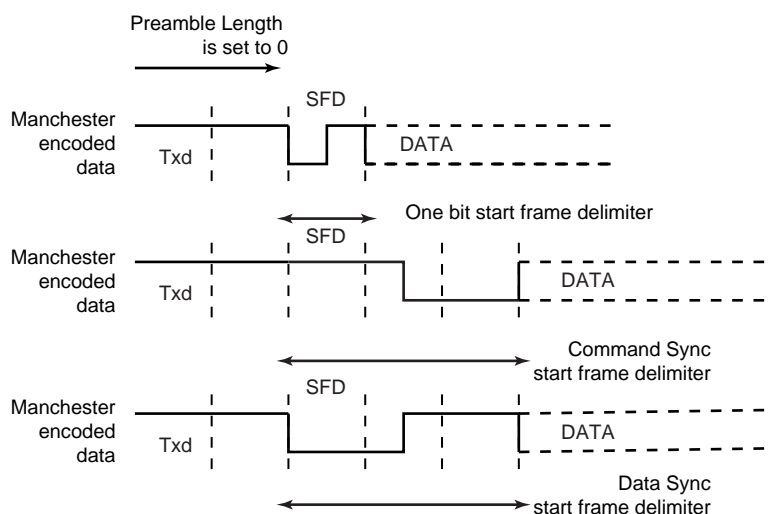 Preamble Length
is set to 0
SFD
Manchester
encoded
data
Txd
DATA
One bit start frame delimiter
SFD
Manchester
encoded
data
Txd
DATA
Command Sync
start frame delimiter
SFD
Manchester
encoded
data
Txd
DATA
Data Sync
start frame delimiter